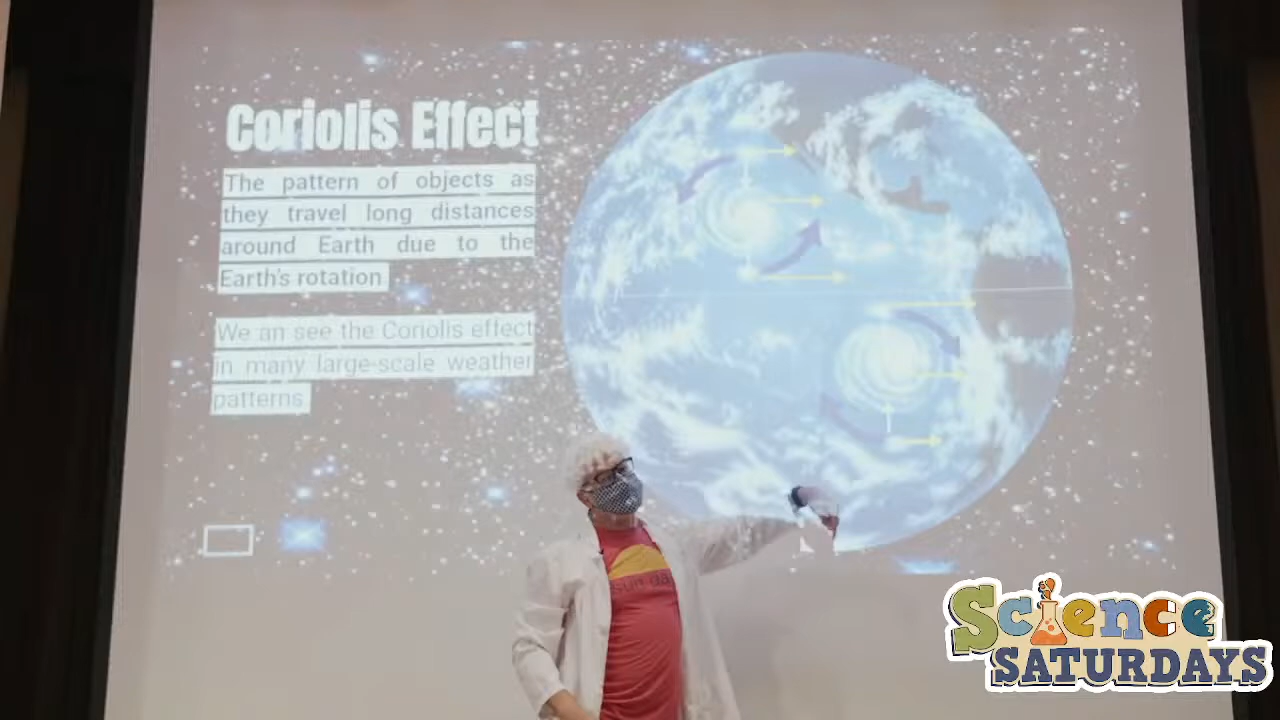 Coriolis Effect
The pattern of objects as
they travel long distances
around Earth due to the
Earth's rotation
We an see the Coriolis effect
in many large-scale weather
patterns
Science
SATURDAYS